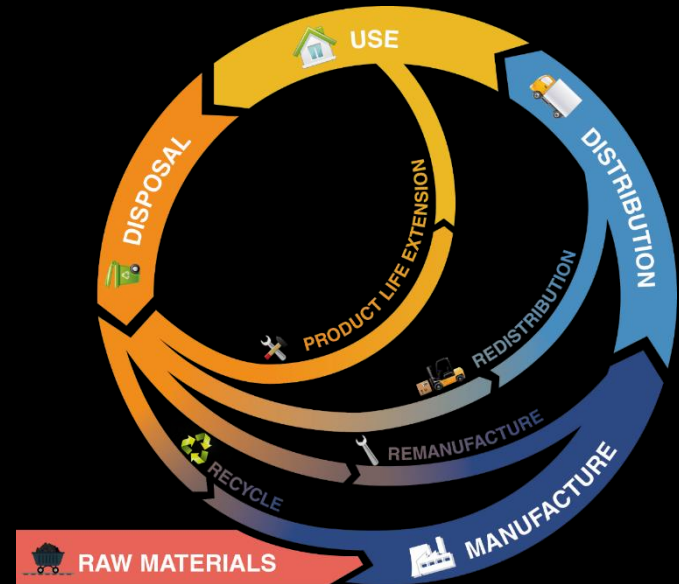 USE
DISTRIBUTION
DISPOSAL
PRODUCT LIFE EXTENSION
REDISTRIBUTION
REMANUFACTURE
RECYCLE
MANUFACTURE
RAW MATERIALS